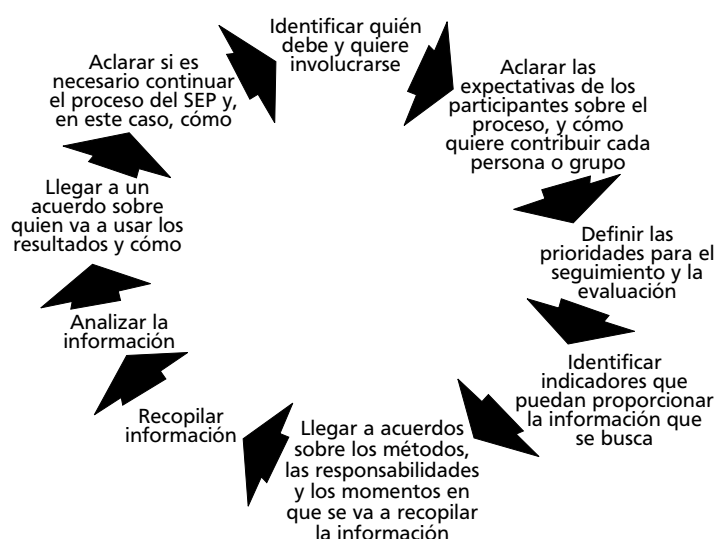 Identificar quién
debe y quiere
involucrarse
Aclarar las
expectativas de los
participantes sobre el
proceso, y cómo
quiere contribuir cada
persona o grupo
Definir las
prioridades para el
seguimiento y la
evaluación
Identificar
indicadores que
puedan proporcionar
la información que
se busca
Llegar a acuerdos
sobre los métodos,
las responsabilidades
y los momentos en
que se va a recopilar
la información
Recopilar
información
Analizar la
información
Llegar a un
acuerdo sobre
quien va a usar los
resultados y cómo
Aclarar si es
necesario continuar
el proceso del SEP y,
en este caso, cómo